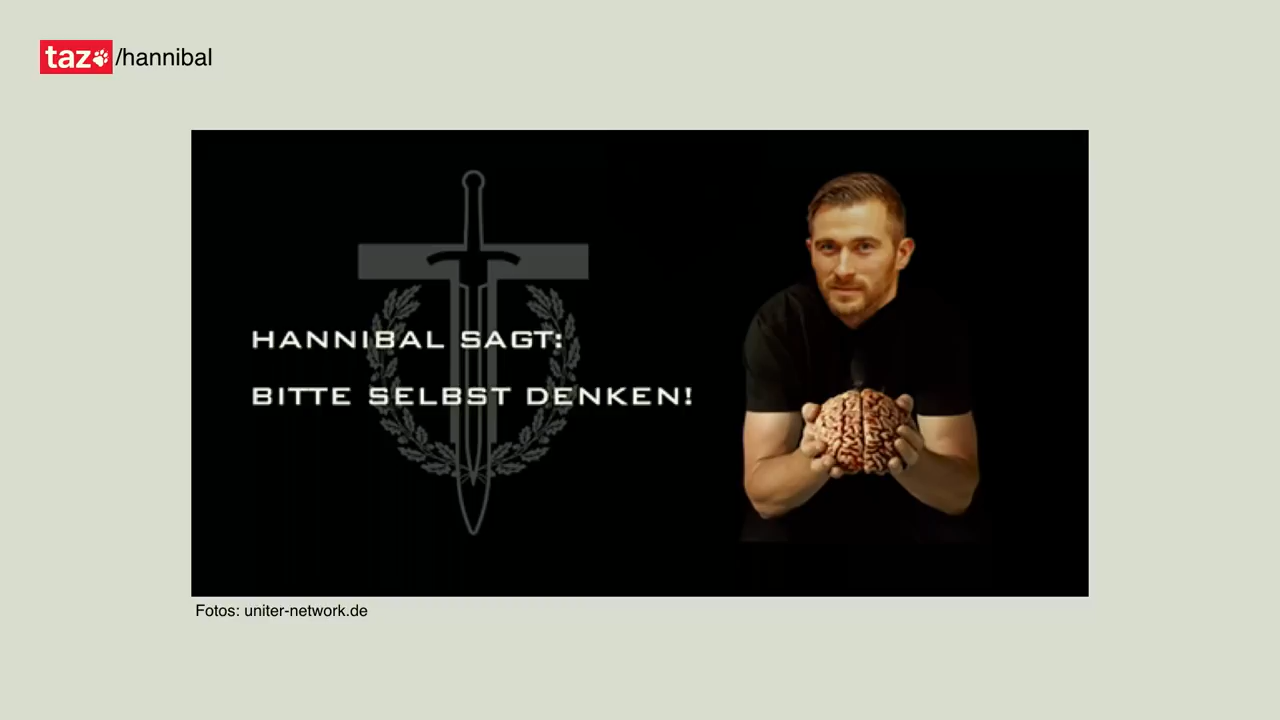 taz/hannibal
HANNIBAL SAGT:
BITTE SELBST DENKEN!
Fotos: uniter-network.de